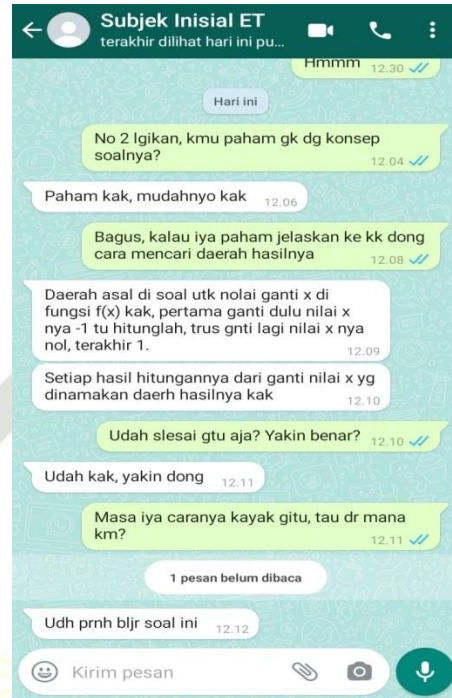 Subjek Inisial ET
terakhir dilihat hari ini pu...
Hmmm 12.30
Hari ini
No 2 lgikan, kmu paham gk dg konsep
soalnya?
12.04
Paham kak, mudahnyo kak 12.06
Bagus, kalau iya paham jelaskan ke kk dong
cara mencari daerah hasilnya 12.08
Daerah asal di soal utk nolai ganti x di
fungsi f(x) kak, pertama ganti dulu nilai x
nya -1 tu hitunglah, trus gnti lagi nilai x nya
nol, terakhir 1.
12.09
Setiap hasil hitungannya dari ganti nilai x yg
dinamakan daerh hasilnya kak 12.10
Udah slesai gtu aja? Yakin benar? 12.10
Udah kak, yakin dong 12.11
Masa iya caranya kayak gitu, tau dr mana
km?
12.11
1 pesan belum dibaca
Udh prnh bljr soal ini 12.12
Kirim pesan